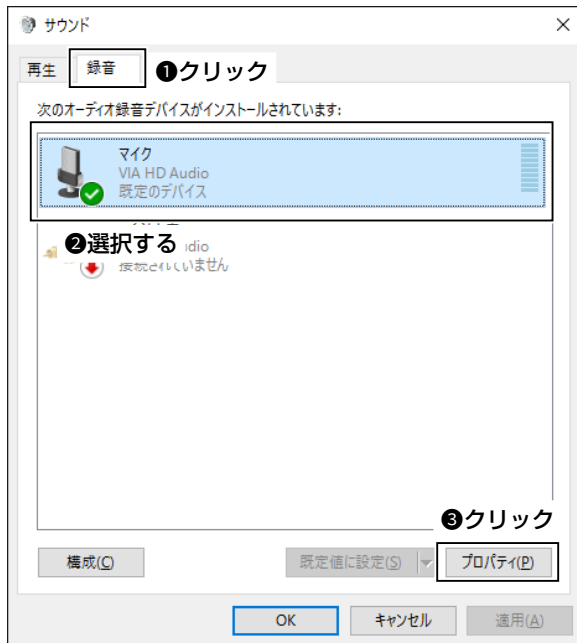 サウンド
再生 録音 ❶クリック
次のオーディオ録音デバイスがインストールされています:
マイク
VIA HD Audio
既定のデバイス
❷選択する
接続されていません
❸クリック
構成(C) 既定値に設定(S) プロパティ(P)
OK キャンセル 適用(A)